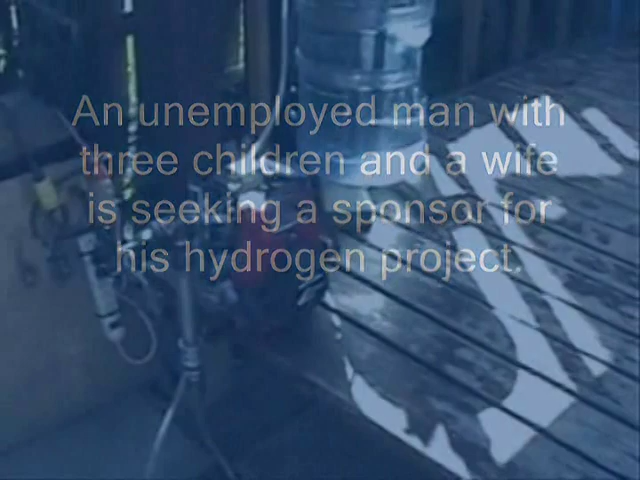 An unemployed man with
three children and a wife
is seeking a sponsor for
his hydrogen project.